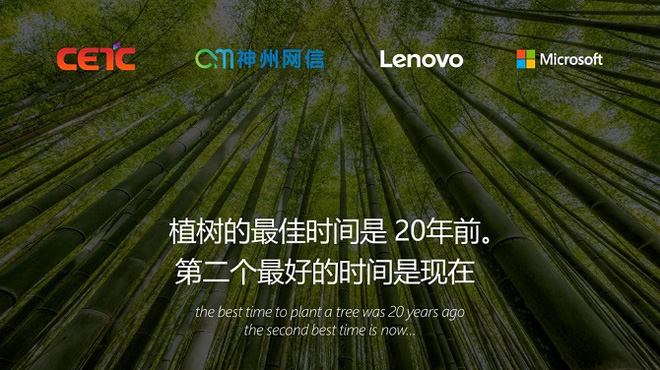 CETC
CM神州网信
Lenovo
Microsoft
植树的最佳时间是 20年前。
第二个最好的时间是现在
the best time to plant a tree was 20 years ago
the second best time is now...